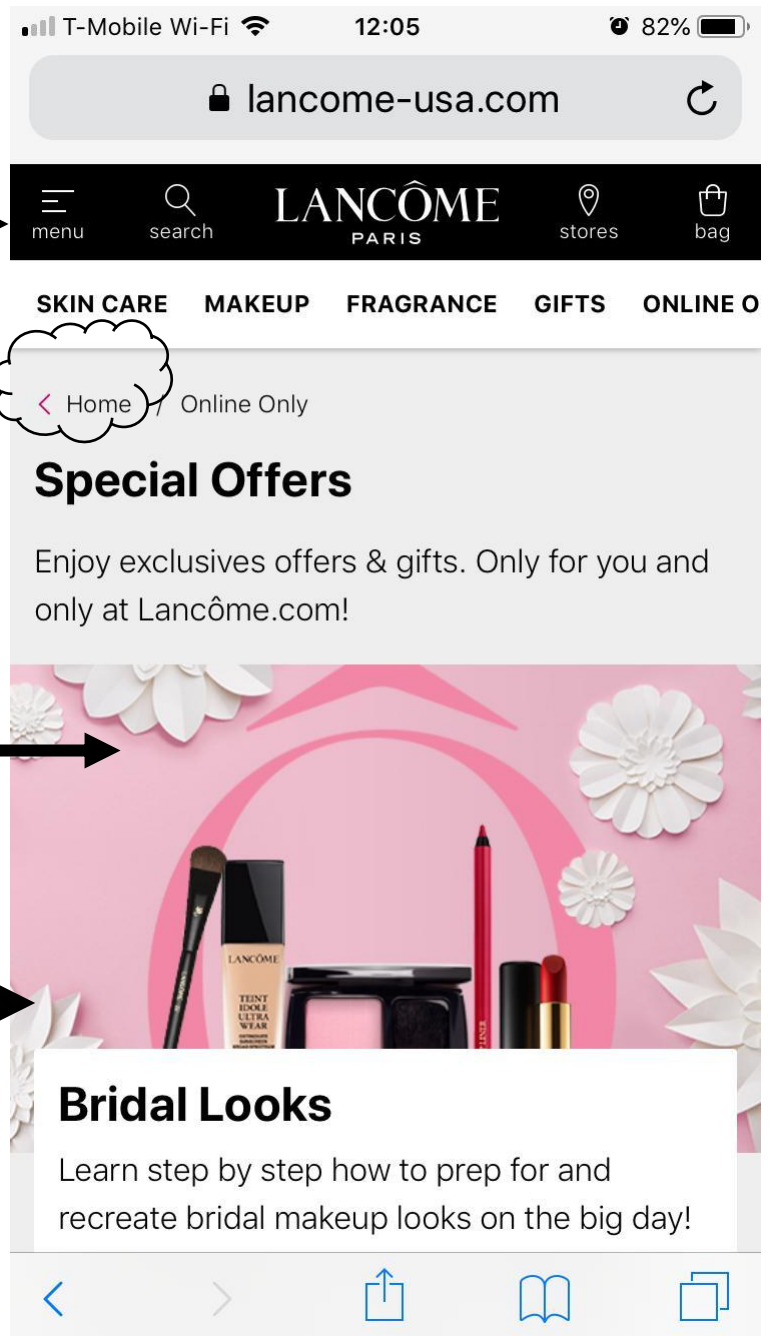 T-Mobile Wi-Fi 12:05 82%
lancome-usa.com
menu search LANCÔME PARIS stores bag
SKIN CARE MAKEUP FRAGRANCE GIFTS ONLINE O
< Home / Online Only
Special Offers
Enjoy exclusives offers & gifts. Only for you and
only at Lancôme.com!
LANCÔME
TEINT
IDOLE
ULTRA
WEAR
Bridal Looks
Learn step by step how to prep for and
recreate bridal makeup looks on the big day!